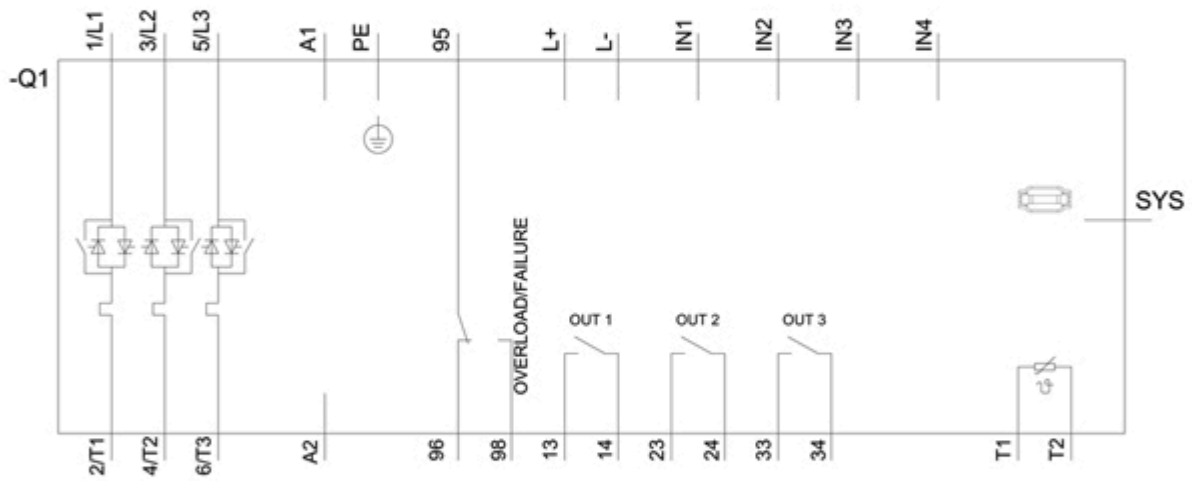 1/L1
3/L2
5/L3
A1
PE
95
L+
L-
IN1
IN2
IN3
IN4
-Q1
SYS
OVERLOAD/FAILURE
OUT 1
OUT 2
OUT 3
ϑ
2/T1
4/T2
6/T3
A2
96
98
13
14
23
24
33
34
T1
T2